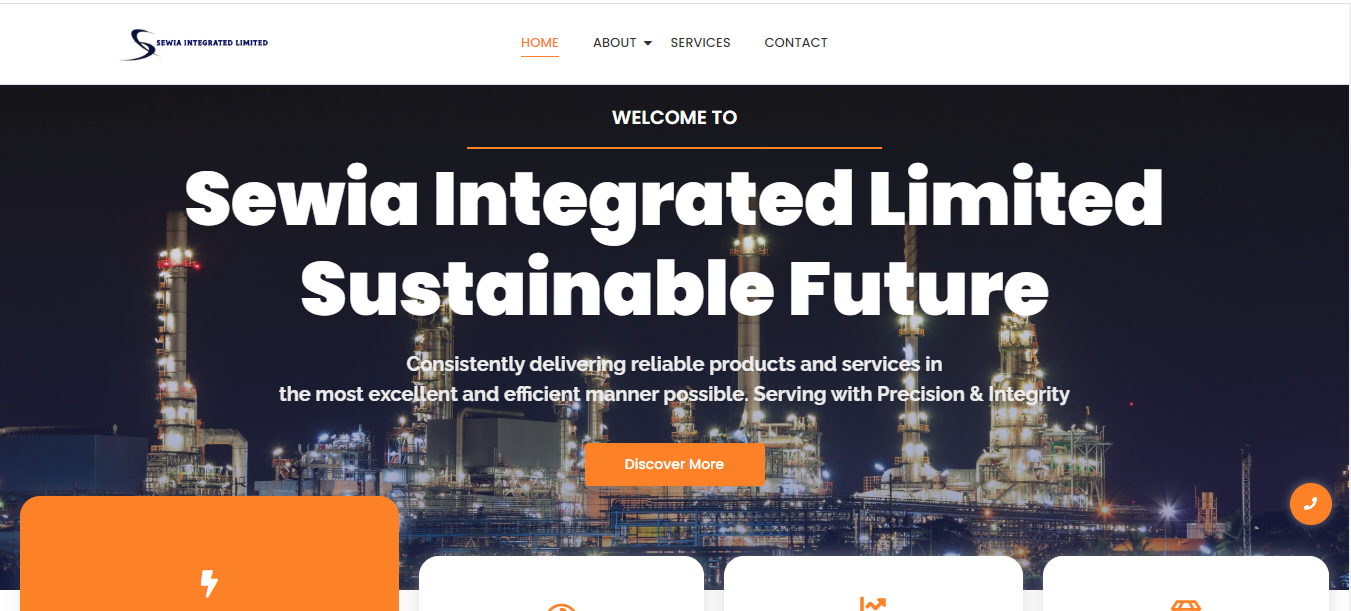 SEWIA INTEGRATED LIMITED
HOME ABOUT SERVICES CONTACT
WELCOME TO
Sewia Integrated Limited
Sustainable Future
Consistently delivering reliable products and services in
the most excellent and efficient manner possible. Serving with Precision & Integrity
Discover More